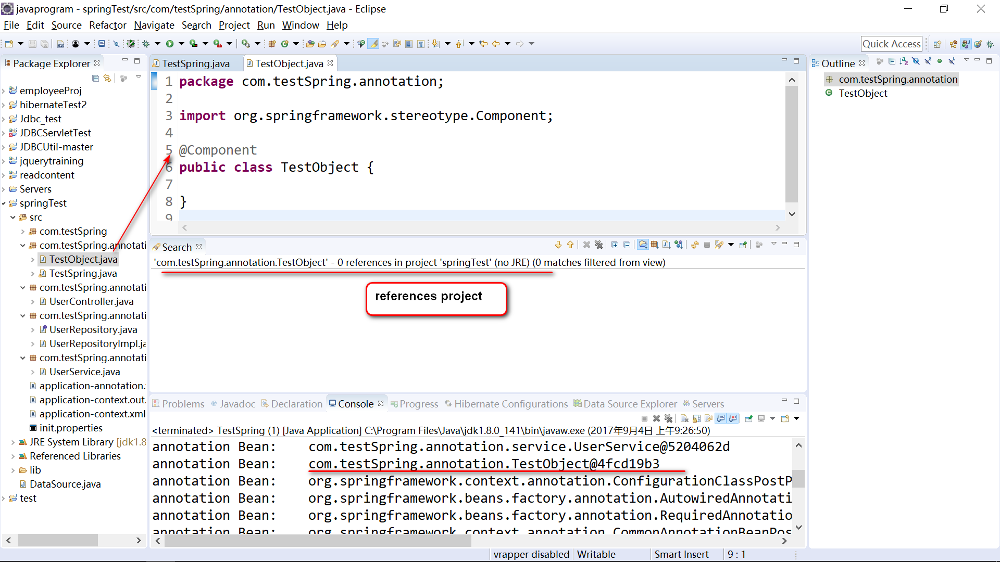 javaprogram - springTest/src/com/testSpring/annotation/TestObject.java - Eclipse
File Edit Source Refactor Navigate Search Project Run Window Help
Quick Access
Package Explorer
employeeProj
hibernateTest2
Jdbc_test
JDBCServletTest
JDBCUtil-master
jquerytraining
readcontent
Servers
springTest
src
com.testSpring
com.testSpring.annotati
TestObject.java
TestSpring.java
com.testSpring.annotati
UserController.java
com.testSpring.annotati
UserRepository.java
UserRepositoryImpl.ja
com.testSpring.annotati
UserService.java
application-annotation.
application-context.out.
application-context.xml
init.properties
JRE System Library [jdk1.8
Referenced Libraries
lib
DataSource.java
test
TestSpring.java TestObject.java
1 package com.testSpring.annotation;
2
3 import org.springframework.stereotype.Component;
4
5 @Component
6 public class TestObject {
7
8 }
9
Search
'com.testSpring.annotation.TestObject' - 0 references in project 'springTest' (no JRE) (0 matches filtered from view)
references project
Problems Javadoc Declaration Console Progress Hibernate Configurations Data Source Explorer Servers
<terminated> TestSpring (1) [Java Application] C:\Program Files\Java\jdk1.8.0_141\bin\javaw.exe (2017年9月4日 上午9:26:50)
annotation Bean: com.testSpring.annotation.service.UserService@5204062d
annotation Bean: com.testSpring.annotation.TestObject@4fcd19b3
annotation Bean: org.springframework.context.annotation.ConfigurationClassPostP
annotation Bean: org.springframework.beans.factory.annotation.AutowiredAnnotati
annotation Bean: org.springframework.beans.factory.annotation.RequiredAnnotatio
annotation Bean: org.springframework.context.annotation.CommonAnnotationBeanPos
Outline
com.testSpring.annotation
TestObject
vrapper disabled Writable Smart Insert 9 : 1